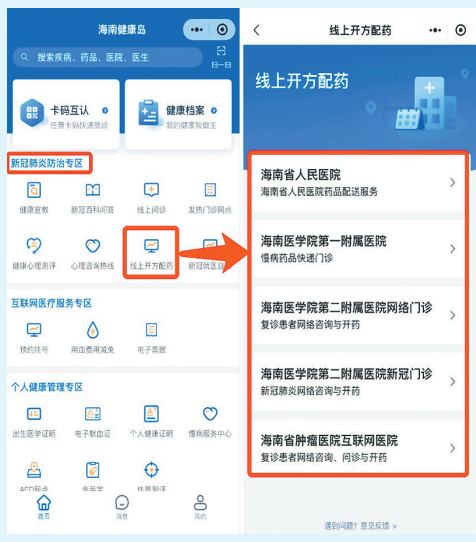 海南健康岛
搜索疾病、药品、医院、医生
扫一扫
卡码互认
任意卡码快速就诊
健康档案
我的健康我做主
新冠肺炎防治专区
健康宣教
新冠百科问答
线上问诊
发热门诊网点
健康心理测评
心理咨询热线
线上开方配药
新冠就医自
互联网医疗服务专区
预约挂号
用血费用减免
电子票据
个人健康管理专区
出生医学证明
电子献血证
个人健康证明
慢病服务中心
AED网点
体质测评
首页
消息
我的
线上开方配药
线上开方配药
海南省人民医院
海南省人民医院药品配送服务
海南医学院第一附属医院
慢病药品快递门诊
海南医学院第二附属医院网络门诊
复诊患者网络咨询与开药
海南医学院第二附属医院新冠门诊
新冠肺炎网络咨询与开药
海南省肿瘤医院互联网医院
复诊患者网络咨询、问诊与开药
遇到问题? 意见反馈 >